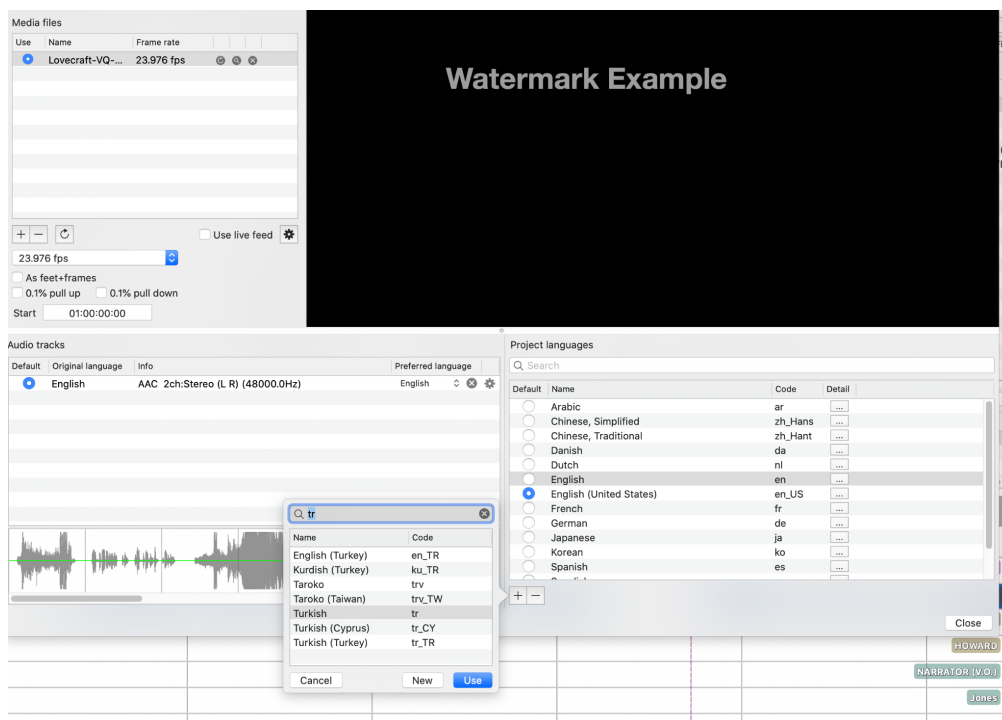 Media files
Use Name Frame rate
Lovecraft-VQ-... 23.976 fps
Watermark Example
Use live feed
23.976 fps
As feet+frames
0.1% pull up 0.1% pull down
Start 01:00:00:00
Audio tracks
Default Original language Info Preferred language
English AAC 2ch:Stereo (L R) (48000.0Hz) English
Project languages
Search
Default Name Code Detail
Arabic ar ...
Chinese, Simplified zh_Hans ...
Chinese, Traditional zh_Hant ...
Danish da ...
Dutch nl ...
English en ...
English (United States) en_US ...
French fr ...
German de ...
Japanese ja ...
Korean ko ...
Spanish es ...
tr
Name Code
English (Turkey) en_TR
Kurdish (Turkey) ku_TR
Taroko trv
Taroko (Taiwan) trv_TW
Turkish tr
Turkish (Cyprus) tr_CY
Turkish (Turkey) tr_TR
Cancel New Use
Close
HOWARD
NARRATOR (V.O.)
Jones